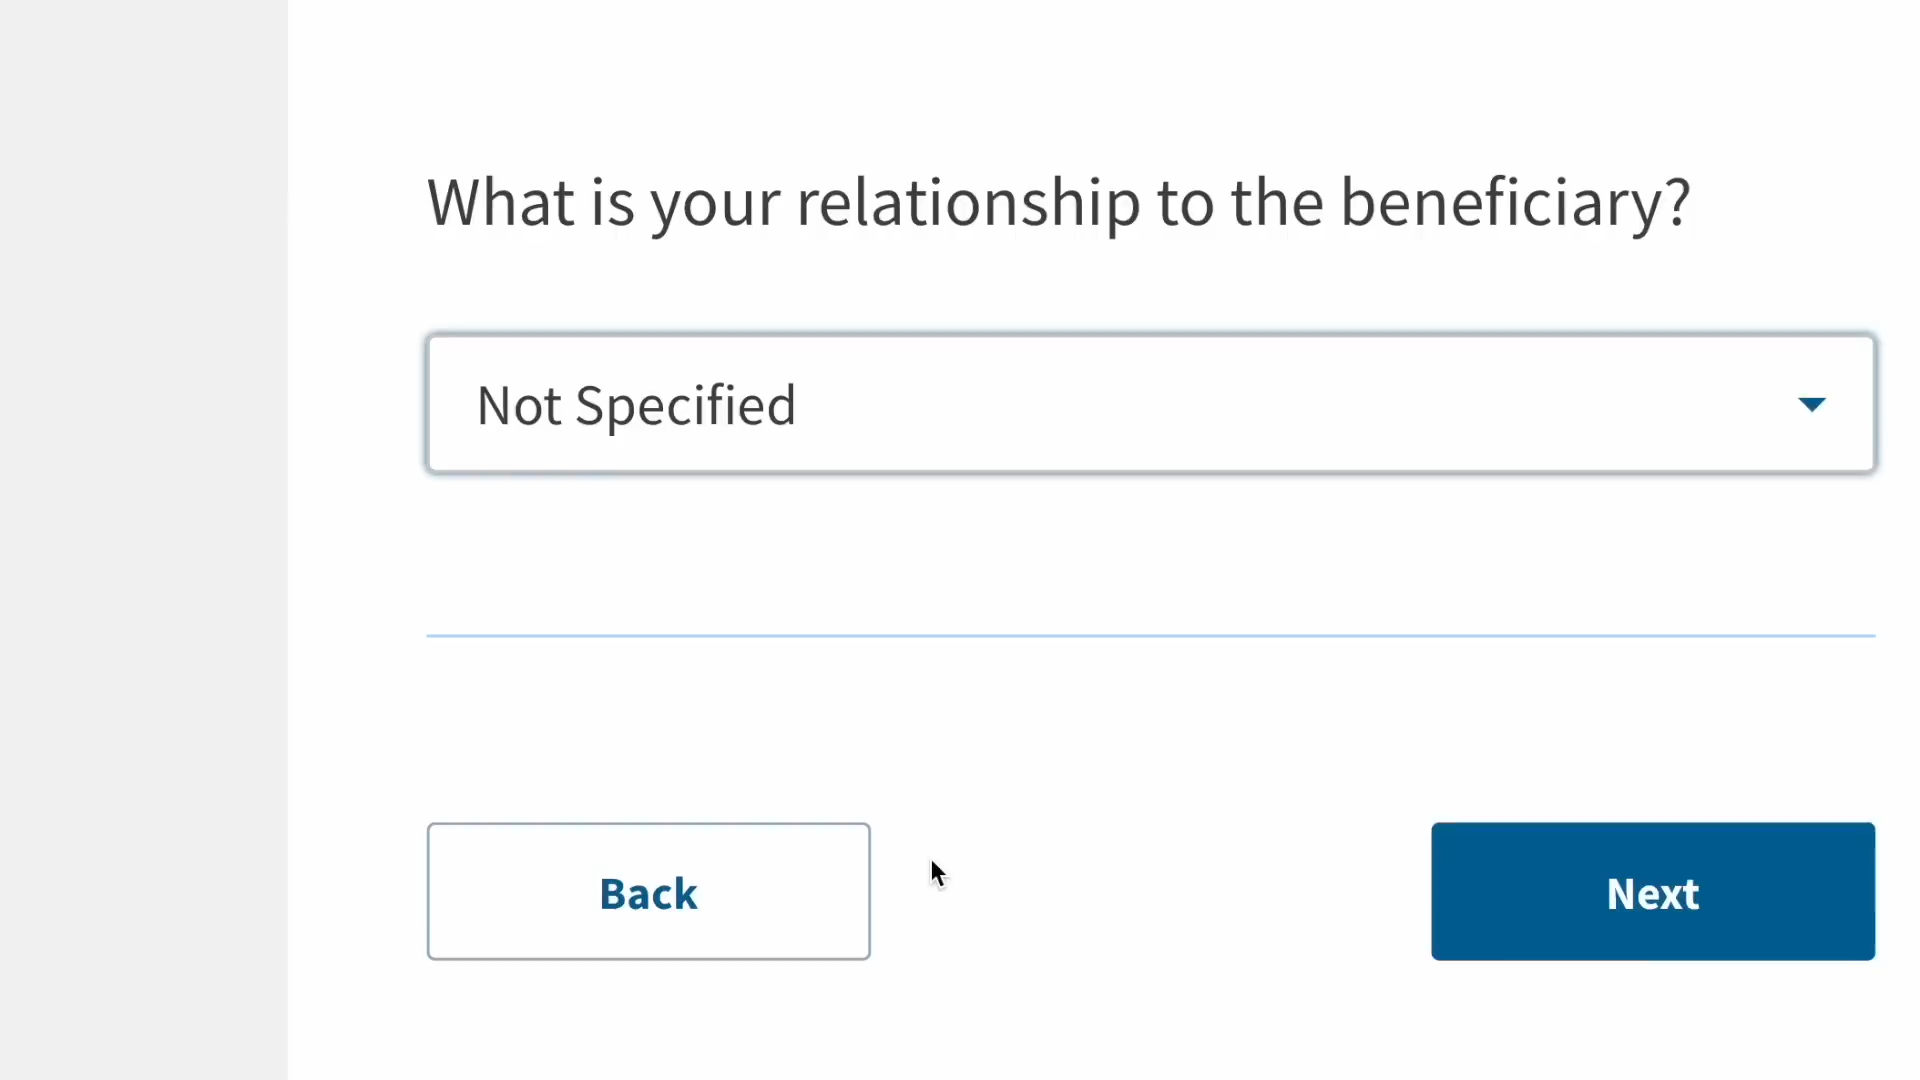 What is your relationship to the beneficiary?
Not Specified
Back
Next